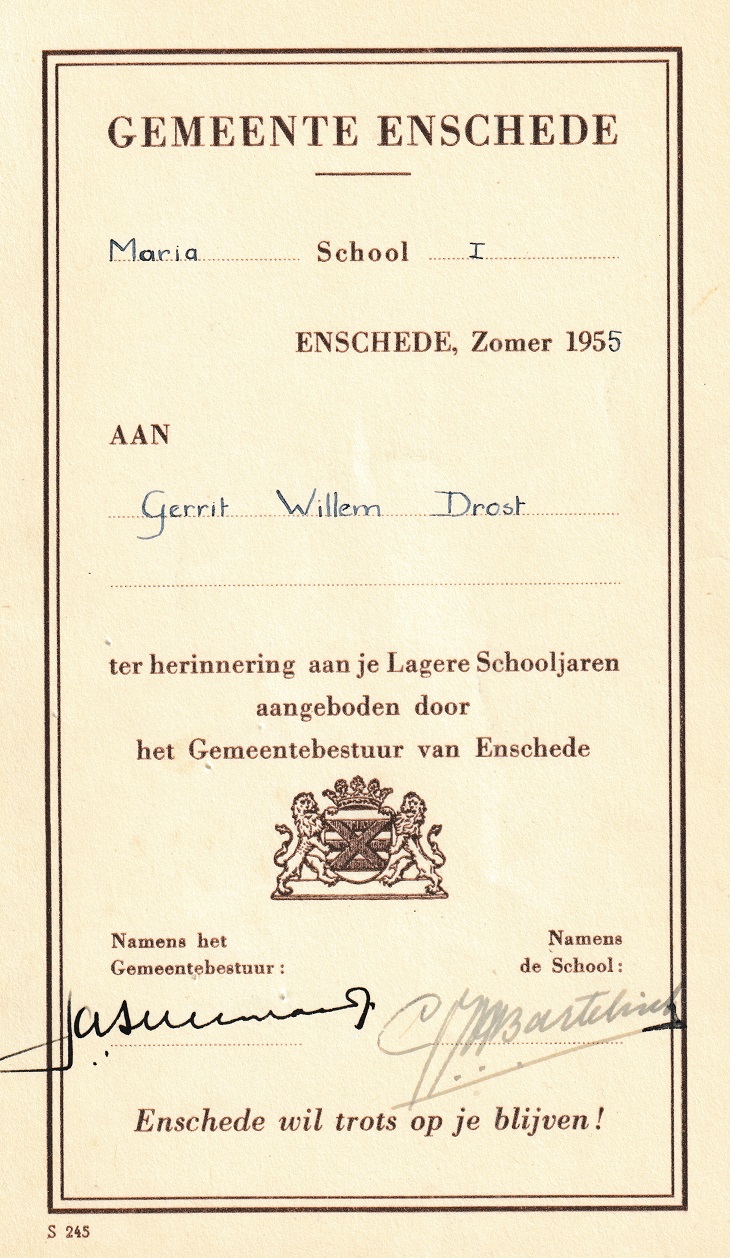 GEMEENTE ENSCHEDE
Maria School I
ENSCHEDE, Zomer 1955
AAN
Gerrit Willem Drost
ter herinnering aan je Lagere Schooljaren
aangeboden door
het Gemeentebestuur van Enschede
Namens het
Gemeentebestuur:
Namens
de School:
Enschede wil trots op je blijven!
S 245